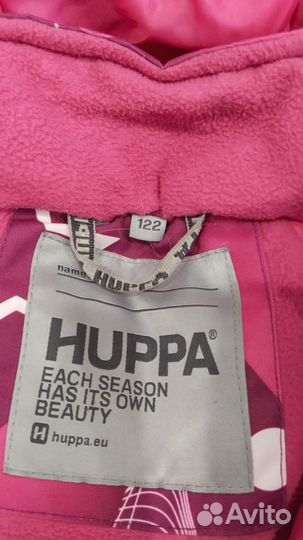 122
name
HUPPA
HUPPA®
EACH SEASON
HAS ITS OWN
BEAUTY
H huppa.eu
Avito